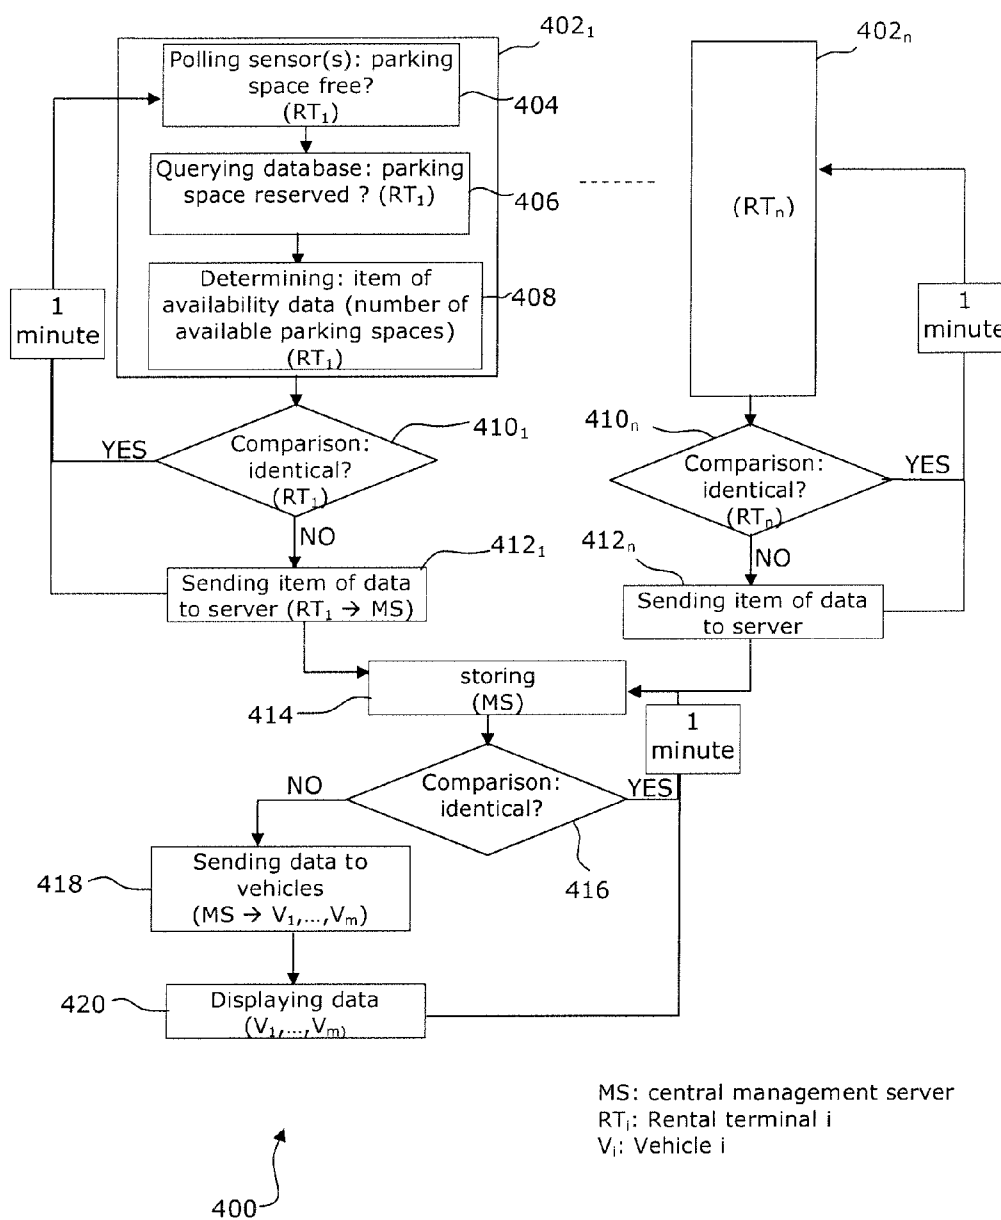 402₁
Polling sensor(s): parking
space free?
(RT₁)
404
Querying database: parking
space reserved ? (RT₁)
406
Determining: item of
availability data (number of
available parking spaces)
(RT₁)
408
1
minute
Comparison:
identical?
(RT₁)
410₁
YES
NO
Sending item of data
to server (RT₁ → MS)
412₁
402ₙ
(RTₙ)
1
minute
410ₙ
Comparison:
identical?
(RTₙ)
YES
NO
412ₙ
Sending item of data
to server
storing
(MS)
414
1
minute
Comparison:
identical?
NO
YES
416
Sending data to
vehicles
(MS → V₁,...,Vₘ)
418
Displaying data
(V₁,...,Vₘ)
420
MS: central management server
RTᵢ: Rental terminal i
Vᵢ: Vehicle i
400